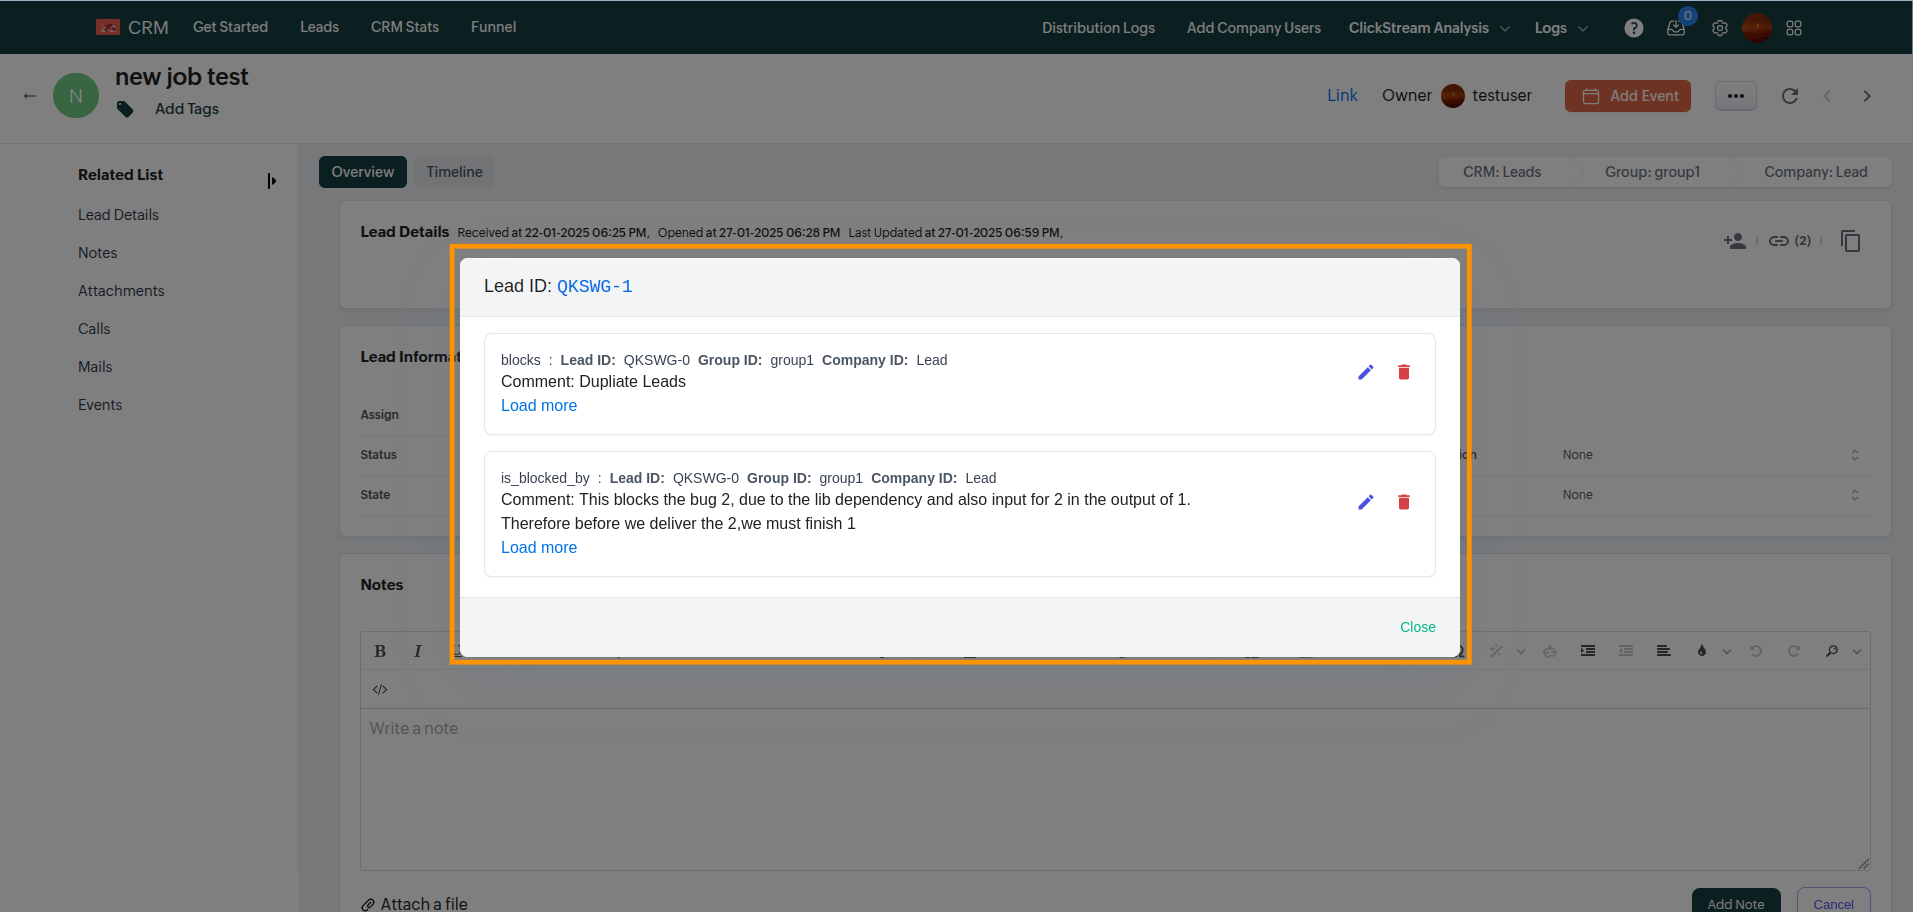 CRM Get Started Leads CRM Stats Funnel Distribution Logs Add Company Users ClickStream Analysis Logs ? 0
N new job test
Add Tags
Link Owner testuser Add Event
Related List
Lead Details
Notes
Attachments
Calls
Mails
Events
Overview Timeline CRM: Leads Group: group1 Company: Lead
Lead Details Received at 22-01-2025 06:25 PM, Opened at 27-01-2025 06:28 PM Last Updated at 27-01-2025 06:59 PM,
(2)
Lead ID: QKSWG-1
blocks : Lead ID: QKSWG-0 Group ID: group1 Company ID: Lead
Comment: Dupliate Leads
Load more
is_blocked_by : Lead ID: QKSWG-0 Group ID: group1 Company ID: Lead
Comment: This blocks the bug 2, due to the lib dependency and also input for 2 in the output of 1.
Therefore before we deliver the 2,we must finish 1
Load more
Close
Assign
Status None
State None
Notes
B I
</>
Write a note
Attach a file
Add Note Cancel